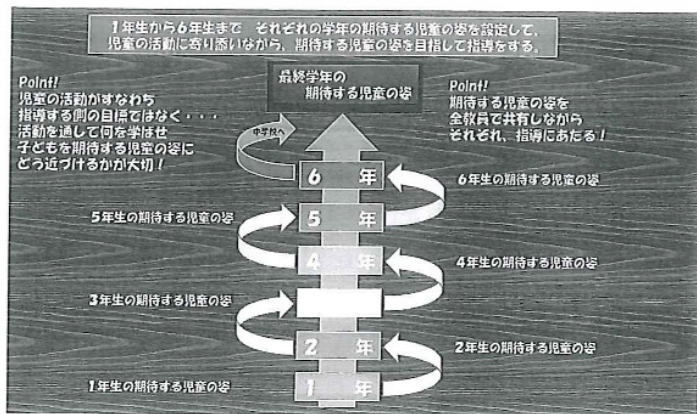 1年生から6年生まで それぞれの学年の期待する児童の姿を設定して、
児童の活動に寄り添いながら、期待する児童の姿を目指して指導をする。
最終学年の
期待する児童の姿
Point!
児童の活動がすなわち
指導する側の目標ではなく・・・
活動を通して何を学ばせ
子どもを期待する児童の姿に
どう近づけるかが大切！
Point!
期待する児童の姿を
全教員で共有しながら
それぞれ、指導にあたる！
中学校へ
6 年
6年生の期待する児童の姿
5年生の期待する児童の姿
5 年
4 年
4年生の期待する児童の姿
3年生の期待する児童の姿
2 年
2年生の期待する児童の姿
1年生の期待する児童の姿
1 年